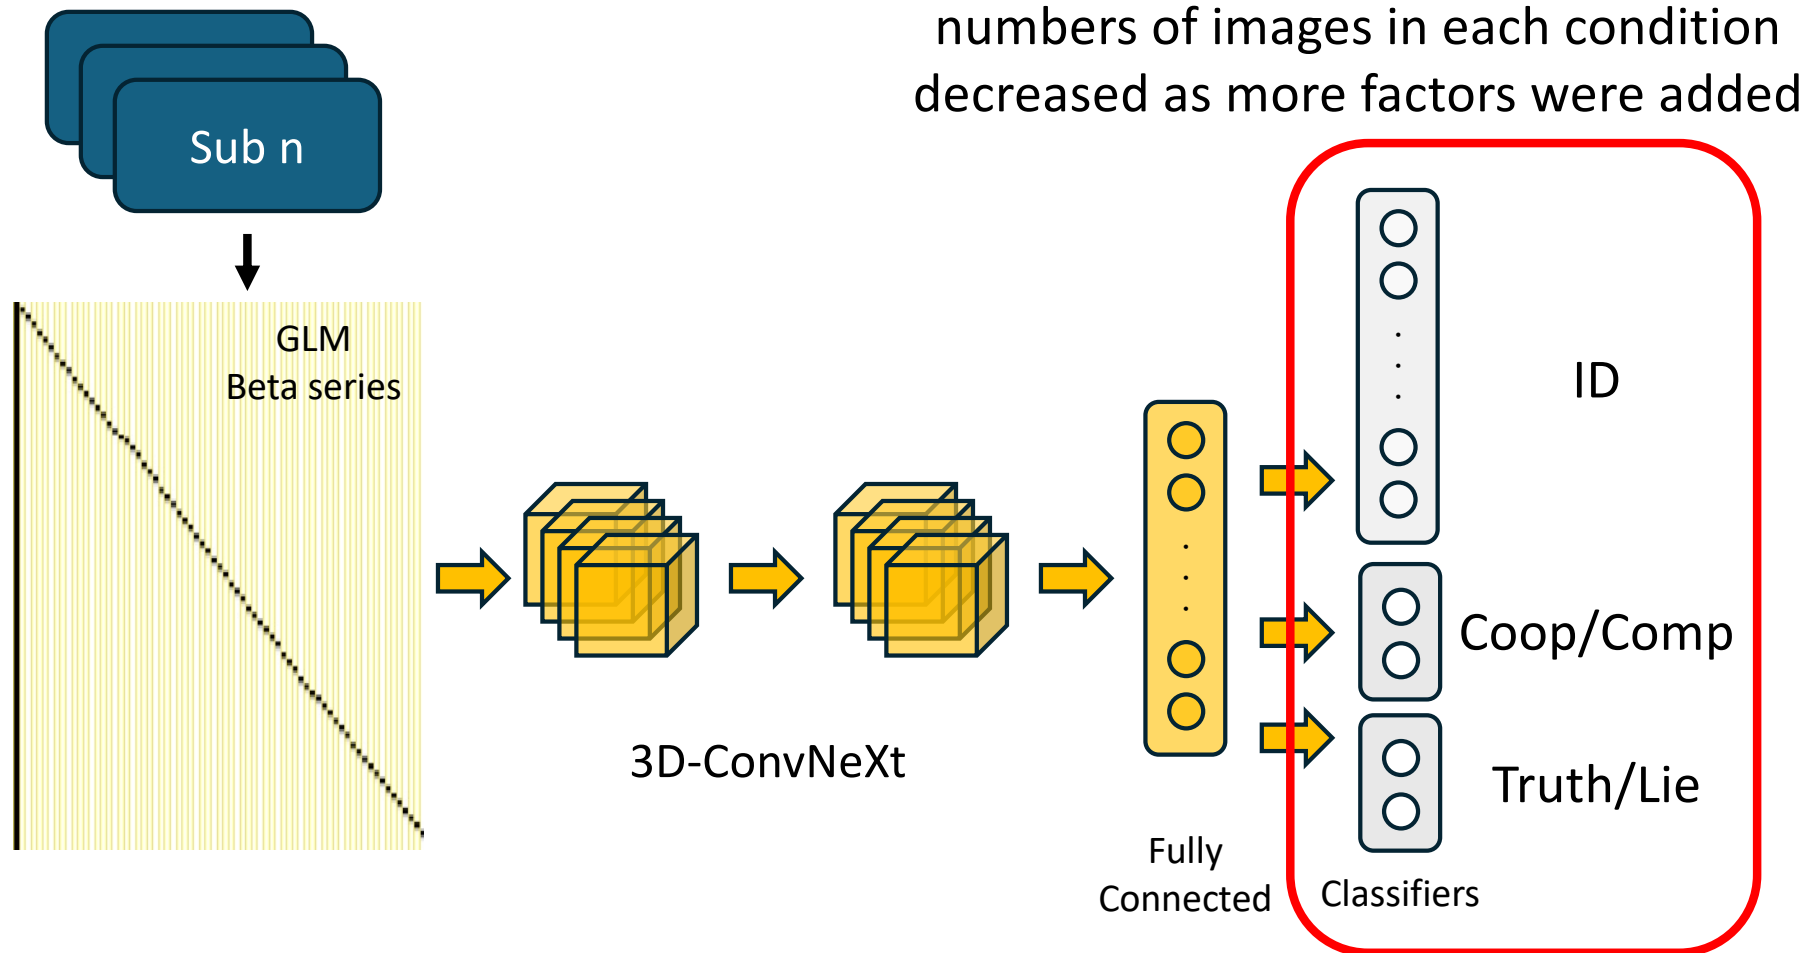 numbers of images in each condition
decreased as more factors were added
Sub n
GLM
Beta series
ID
Coop/Comp
Truth/Lie
3D-ConvNeXt
Fully
Connected
Classifiers